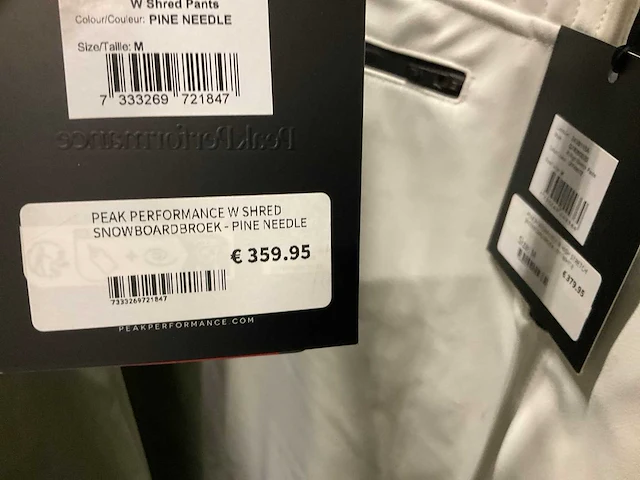 W Shred Pants
Colour/Couleur: PINE NEEDLE
Size/Taille: M
7 333269 721847
PeakPerformance
PEAK PERFORMANCE W SHRED
SNOWBOARDBROEK - PINE NEEDLE
€ 359.95
7333269721847
PEAKPERFORMANCE.COM
Size: M
€ 379.95